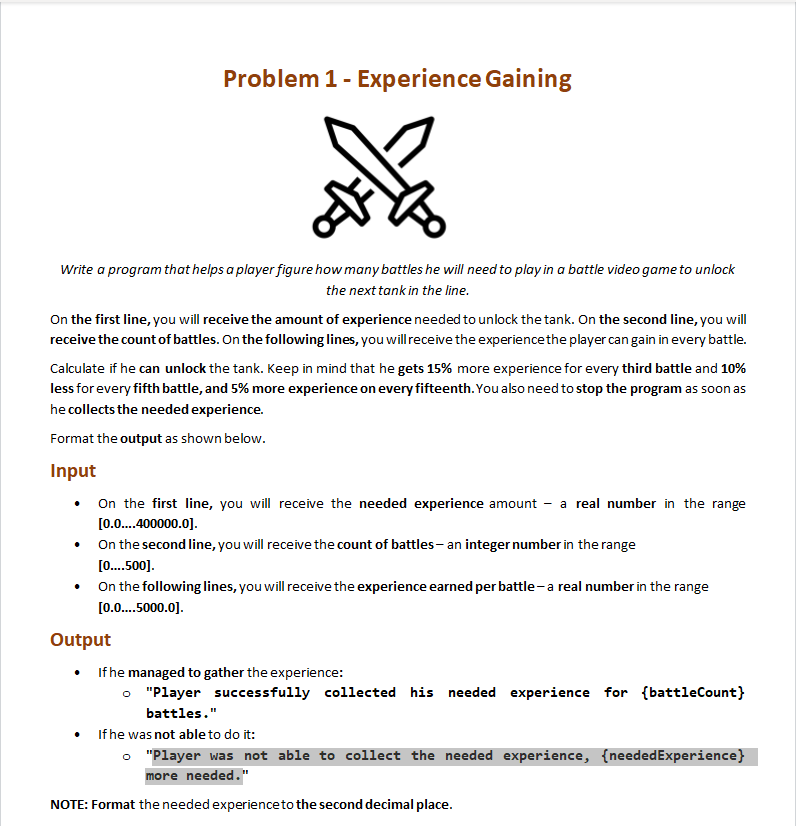 Problem 1 - Experience Gaining
Write a program that helps a player figure how many battles he will need to play in a battle video game to unlock
the next tank in the line.
On the first line, you will receive the amount of experience needed to unlock the tank. On the second line, you will
receive the count of battles. On the following lines, you will receive the experience the player can gain in every battle.
Calculate if he can unlock the tank. Keep in mind that he gets 15% more experience for every third battle and 10%
less for every fifth battle, and 5% more experience on every fifteenth. You also need to stop the program as soon as
he collects the needed experience.
Format the output as shown below.
Input
• On the first line, you will receive the needed experience amount – a real number in the range
[0.0....400000.0].
• On the second line, you will receive the count of battles – an integer number in the range
[0....500].
• On the following lines, you will receive the experience earned per battle – a real number in the range
[0.0....5000.0].
Output
• If he managed to gather the experience:
o "Player successfully collected his needed experience for {battleCount}
battles."
• If he was not able to do it:
o "Player was not able to collect the needed experience, {neededExperience}
more needed."
NOTE: Format the needed experience to the second decimal place.